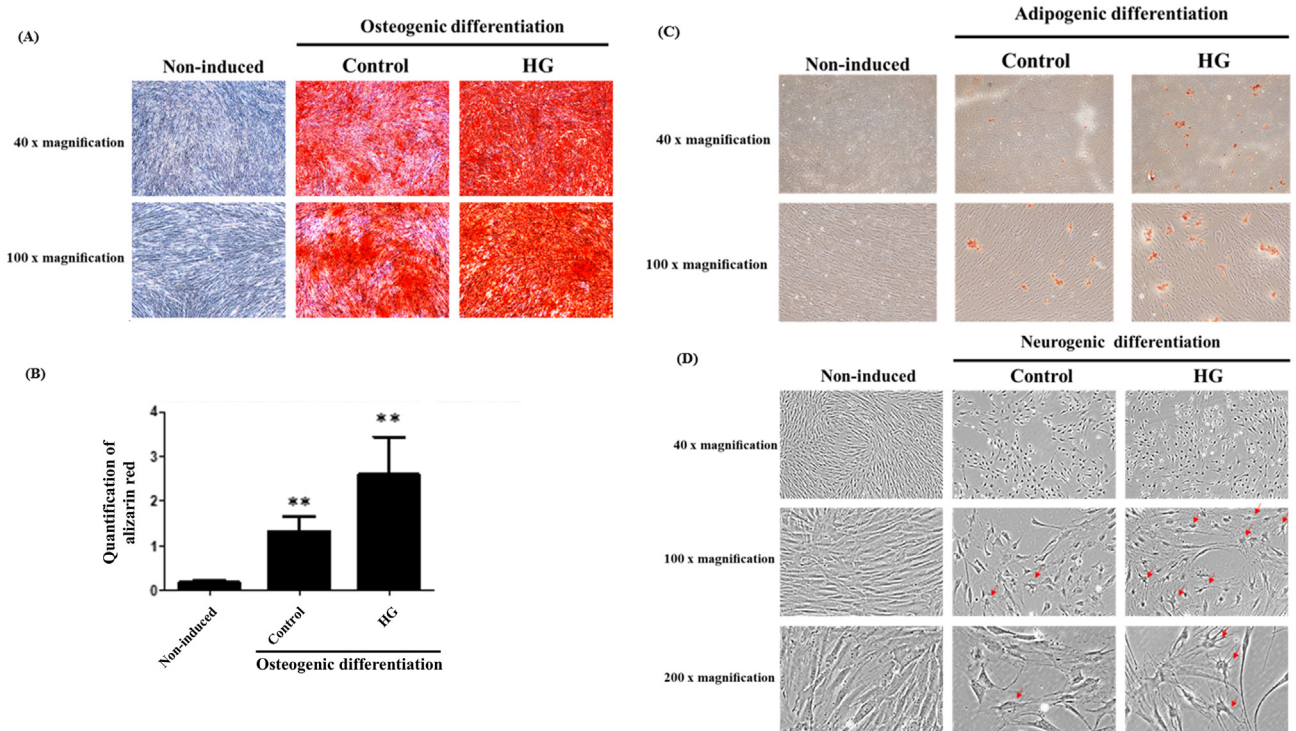 (A)
Osteogenic differentiation
Non-induced Control HG
40 x magnification
100 x magnification
(B)
Quantification of
alizarin red
4
3
2
1
0
**
**
Non-induced
Control
HG
Osteogenic differentiation
(C)
Adipogenic differentiation
Non-induced Control HG
40 x magnification
100 x magnification
(D)
Neurogenic differentiation
Non-induced Control HG
40 x magnification
100 x magnification
200 x magnification